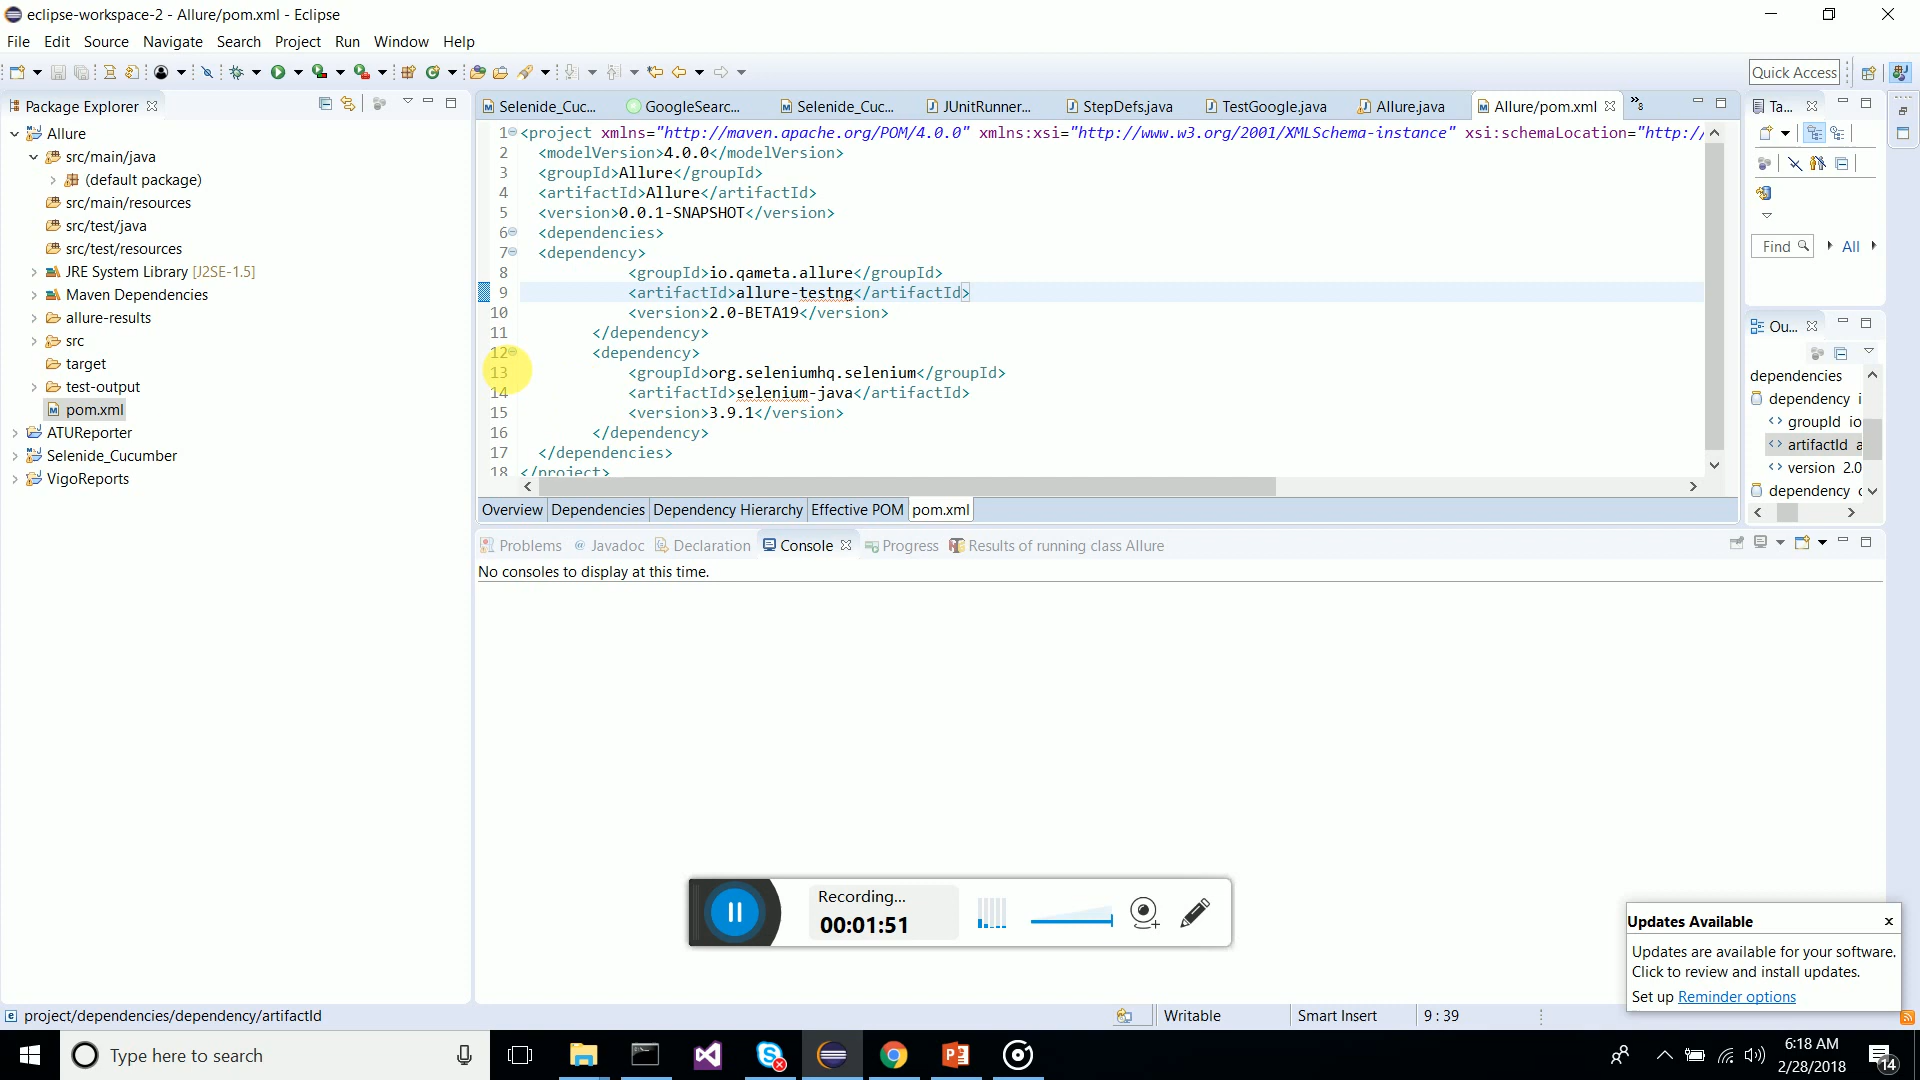 eclipse-workspace-2 - Allure/pom.xml - Eclipse
File Edit Source Navigate Search Project Run Window Help
Quick Access
Package Explorer
Allure
src/main/java
(default package)
src/main/resources
src/test/java
src/test/resources
JRE System Library [J2SE-1.5]
Maven Dependencies
allure-results
src
target
test-output
pom.xml
ATUReporter
Selenide_Cucumber
VigoReports
Selenide_Cuc... GoogleSearc... Selenide_Cuc... JUnitRunner... StepDefs.java TestGoogle.java Allure.java Allure/pom.xml »8
1 <project xmlns="http://maven.apache.org/POM/4.0.0" xmlns:xsi="http://www.w3.org/2001/XMLSchema-instance" xsi:schemaLocation="http:/
2 <modelVersion>4.0.0</modelVersion>
3 <groupId>Allure</groupId>
4 <artifactId>Allure</artifactId>
5 <version>0.0.1-SNAPSHOT</version>
6 <dependencies>
7 <dependency>
8 <groupId>io.qameta.allure</groupId>
9 <artifactId>allure-testng</artifactId>
10 <version>2.0-BETA19</version>
11 </dependency>
12 <dependency>
13 <groupId>org.seleniumhq.selenium</groupId>
14 <artifactId>selenium-java</artifactId>
15 <version>3.9.1</version>
16 </dependency>
17 </dependencies>
18 </project>
Overview Dependencies Dependency Hierarchy Effective POM pom.xml
Ta...
Find All
Ou...
dependencies
dependency i
groupId io
artifactId a
version 2.0
dependency
Problems Javadoc Declaration Console Progress Results of running class Allure
No consoles to display at this time.
Recording...
00:01:51
Updates Available x
Updates are available for your software.
Click to review and install updates.
Set up Reminder options
project/dependencies/dependency/artifactId
Writable Smart Insert 9 : 39
Type here to search
6:18 AM
2/28/2018
14